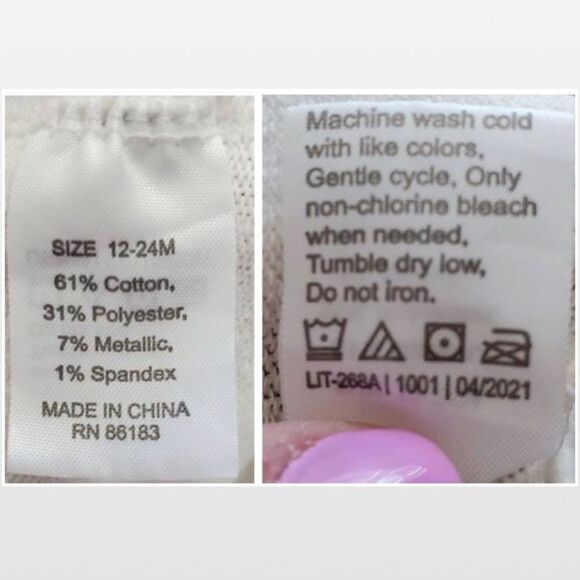 SIZE 12-24M
61% Cotton,
31% Polyester,
7% Metallic,
1% Spandex
MADE IN CHINA
RN 86183
Machine wash cold
with like colors,
Gentle cycle, Only
non-chlorine bleach
when needed,
Tumble dry low,
Do not iron.
LIT-268A | 1001 | 04/2021